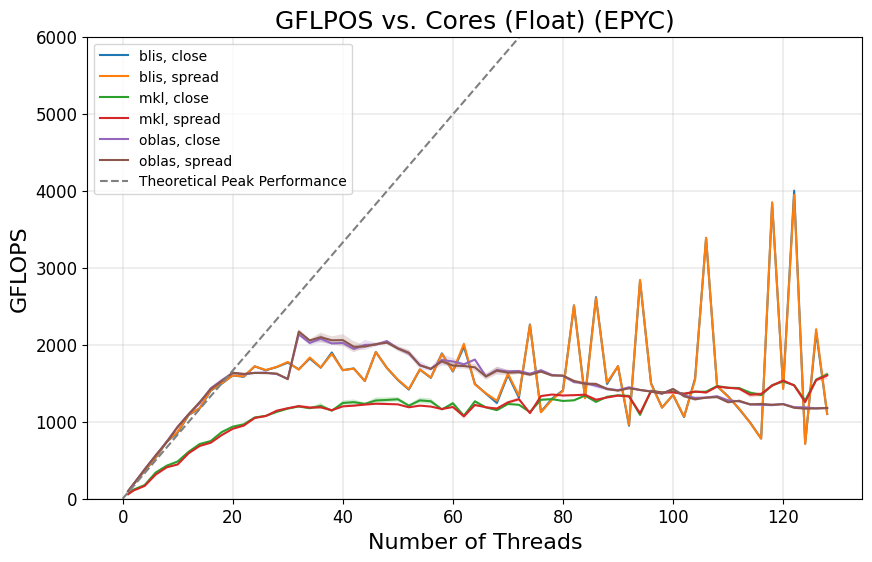 GFLPOS vs. Cores (Float) (EPYC)
6000
5000
4000
3000
2000
1000
0
GFLOPS
blis, close
blis, spread
mkl, close
mkl, spread
oblas, close
oblas, spread
Theoretical Peak Performance
0 20 40 60 80 100 120
Number of Threads